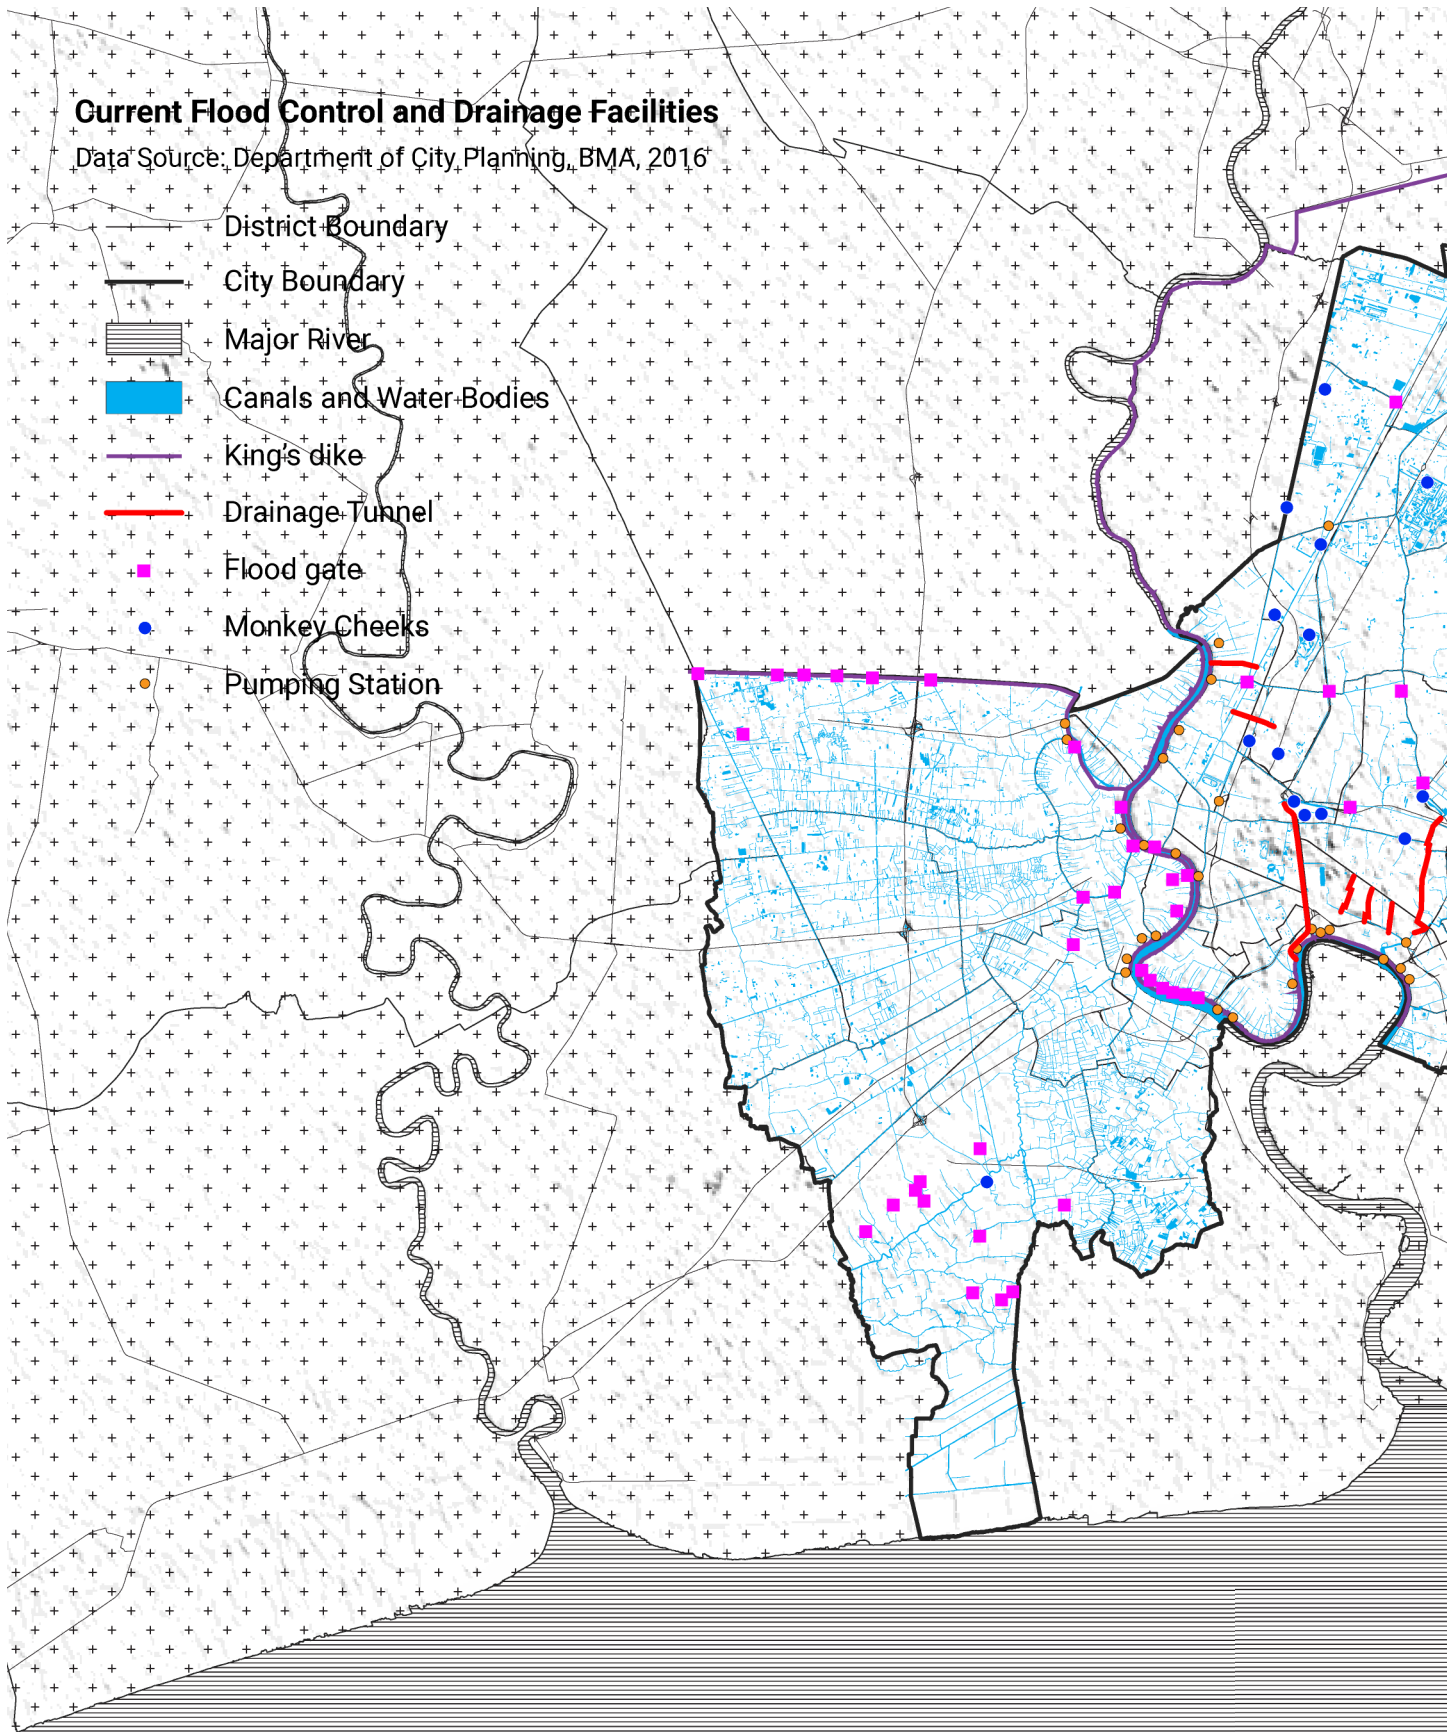 Current Flood Control and Drainage Facilities
Data Source: Department of City Planning, BMA, 2016
District Boundary
City Boundary
Major River
Canals and Water Bodies
King's dike
Drainage Tunnel
Flood gate
Monkey Cheeks
Pumping Station